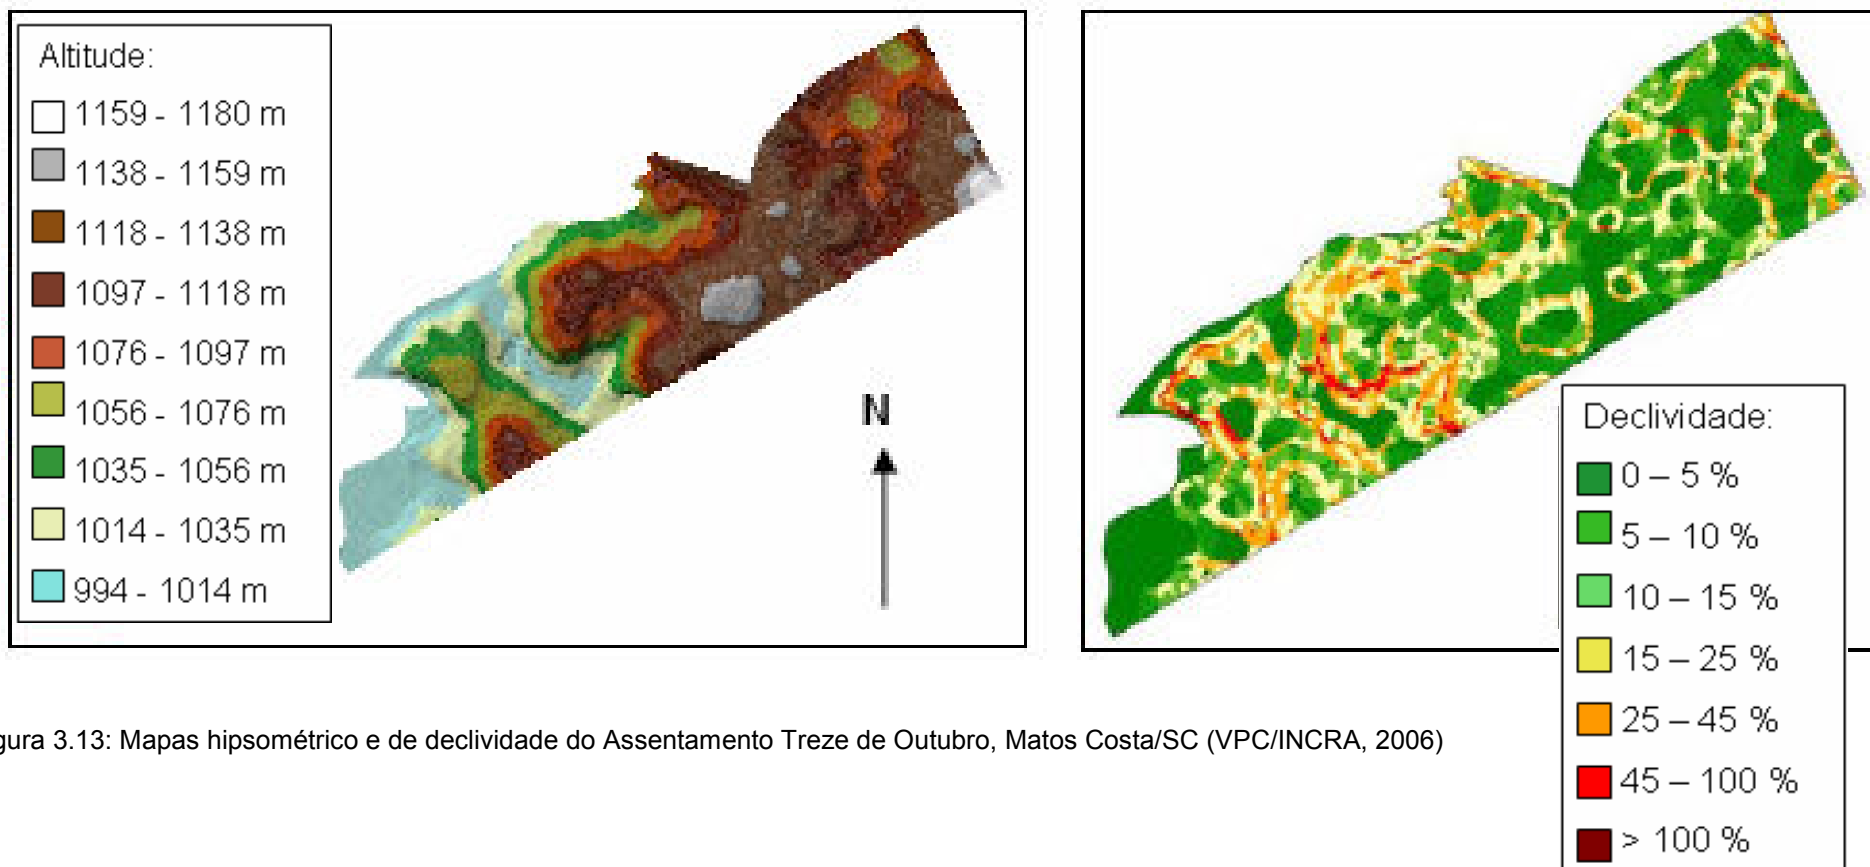 Altitude:
1159 - 1180 m
1138 - 1159 m
1118 - 1138 m
1097 - 1118 m
1076 - 1097 m
1056 - 1076 m
1035 - 1056 m
1014 - 1035 m
994 - 1014 m
N
Declividade:
0 – 5 %
5 – 10 %
10 – 15 %
15 – 25 %
25 – 45 %
45 – 100 %
> 100 %
gura 3.13: Mapas hipsométrico e de declividade do Assentamento Treze de Outubro, Matos Costa/SC (VPC/INCRA, 2006)